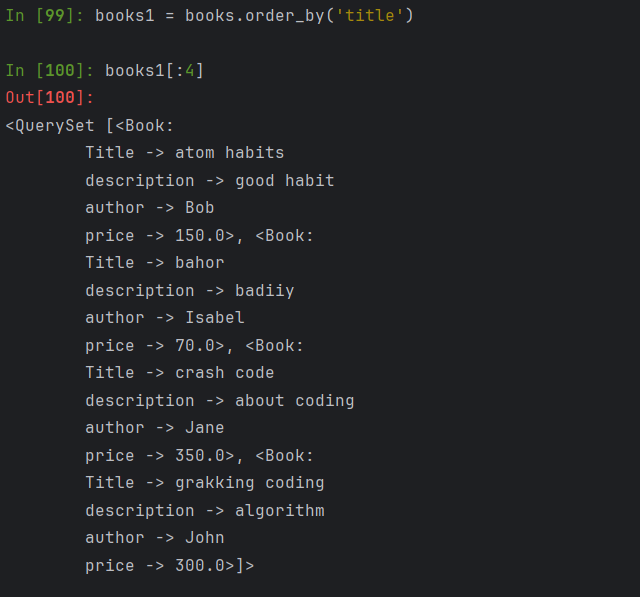 In [99]: books1 = books.order_by('title')
In [100]: books1[:4]
Out[100]:
<QuerySet [<Book:
Title -> atom habits
description -> good habit
author -> Bob
price -> 150.0>, <Book:
Title -> bahor
description -> badiiy
author -> Isabel
price -> 70.0>, <Book:
Title -> crash code
description -> about coding
author -> Jane
price -> 350.0>, <Book:
Title -> grakking coding
description -> algorithm
author -> John
price -> 300.0>]>